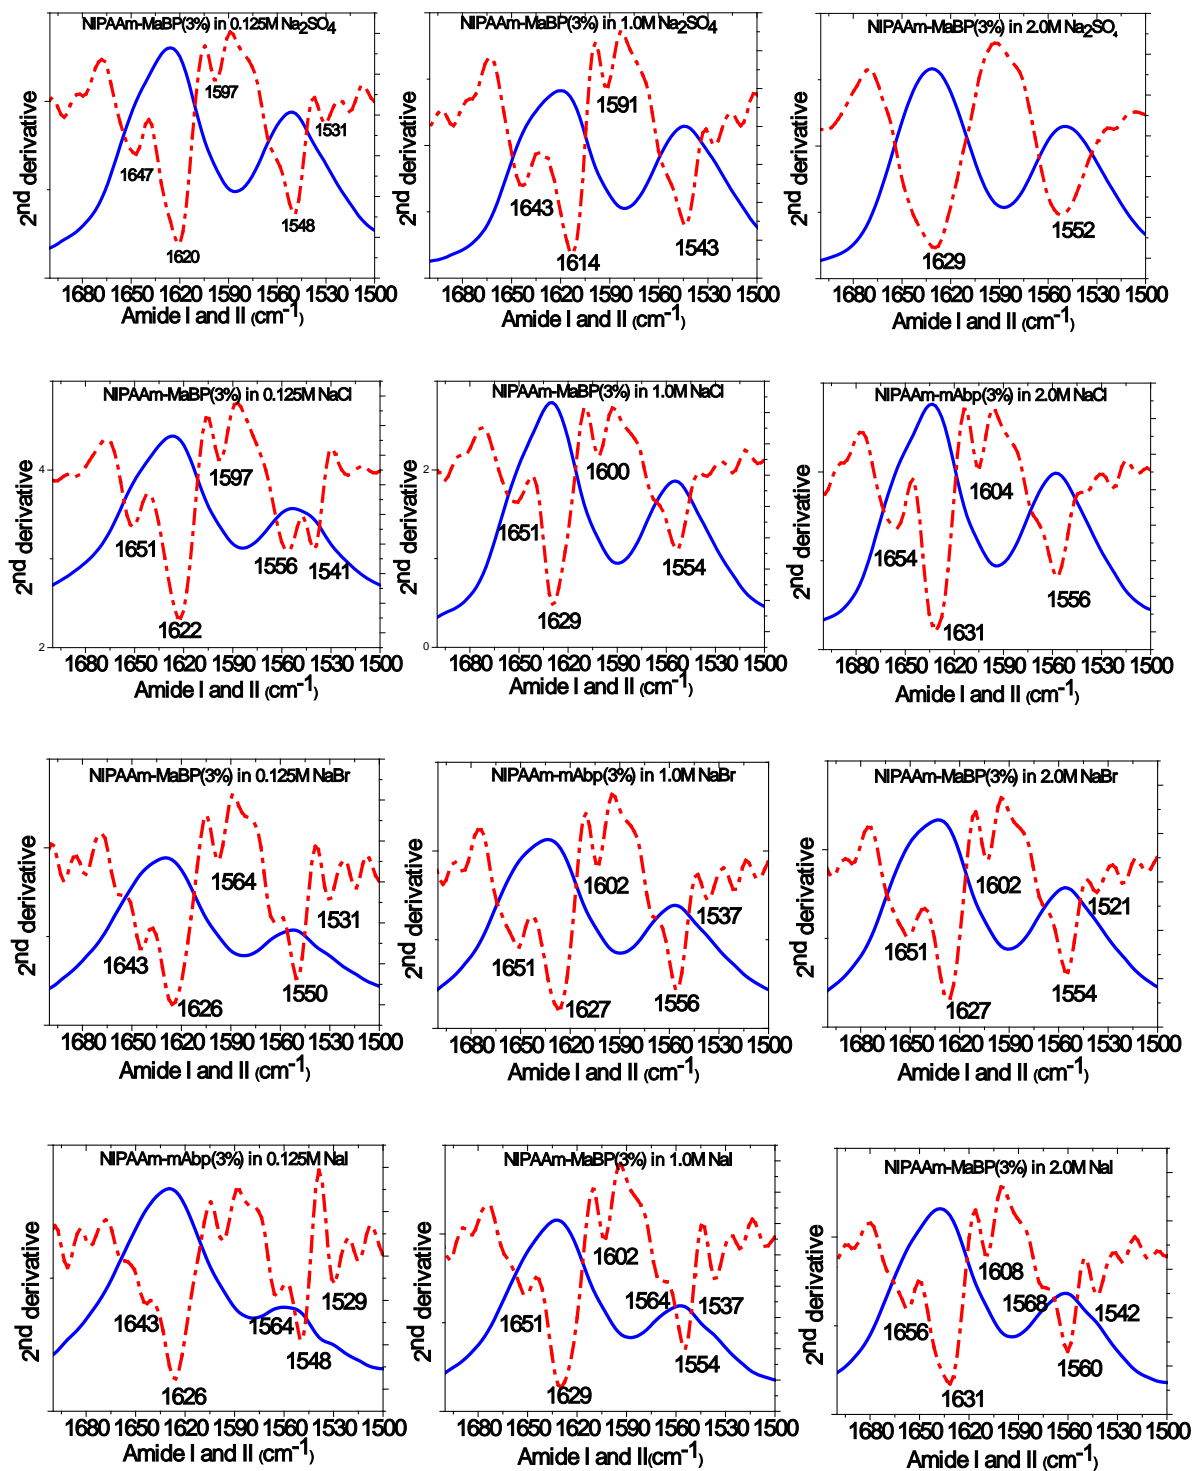 NIPAAm-MaBP(3%) in 0.125M Na₂SO₄
2nd derivative
1597
1531
1647
1548
1620
1680 1650 1620 1590 1560 1530 1500
Amide I and II (cm⁻¹)
NIPAAm-MaBP(3%) in 1.0M Na₂SO₄
2nd derivative
1591
1643
1543
1614
1680 1650 1620 1590 1560 1530 1500
Amide I and II (cm⁻¹)
NIPAAm-MaBP(3%) in 2.0M Na₂SO₄
2nd derivative
1552
1629
1680 1650 1620 1590 1560 1530 1500
Amide I and II (cm⁻¹)
NIPAAm-MaBP(3%) in 0.125M NaCl
2nd derivative
4
1597
1651
1556
1541
1622
2
1680 1650 1620 1590 1560 1530 1500
Amide I and II (cm⁻¹)
NIPAAm-MaBP(3%) in 1.0M NaCl
2nd derivative
2
1600
1651
1554
1629
0
1680 1650 1620 1590 1560 1530 1500
Amide I and II (cm⁻¹)
NIPAAm-mAbp(3%) in 2.0M NaCl
2nd derivative
1604
1654
1556
1631
1680 1650 1620 1590 1560 1530 1500
Amide I and II (cm⁻¹)
NIPAAm-MaBP(3%) in 0.125M NaBr
2nd derivative
1564
1531
1643
1550
1626
1680 1650 1620 1590 1560 1530 1500
Amide I and II (cm⁻¹)
NIPAAm-mAbp(3%) in 1.0M NaBr
2nd derivative
1602
1537
1651
1556
1627
1680 1650 1620 1590 1560 1530 1500
Amide I and II (cm⁻¹)
NIPAAm-MaBP(3%) in 2.0M NaBr
2nd derivative
1602
1521
1651
1554
1627
1680 1650 1620 1590 1560 1530 1500
Amide I and II (cm⁻¹)
NIPAAm-mAbp(3%) in 0.125M NaI
2nd derivative
1529
1643
1564
1548
1626
1680 1650 1620 1590 1560 1530 1500
Amide I and II (cm⁻¹)
NIPAAm-MaBP(3%) in 1.0M NaI
2nd derivative
1602
1564
1537
1651
1554
1629
1680 1650 1620 1590 1560 1530 1500
Amide I and II(cm⁻¹)
NIPAAm-MaBP(3%) in 2.0M NaI
2nd derivative
1608
1568
1542
1656
1560
1631
1680 1650 1620 1590 1560 1530 1500
Amide I and II (cm⁻¹)